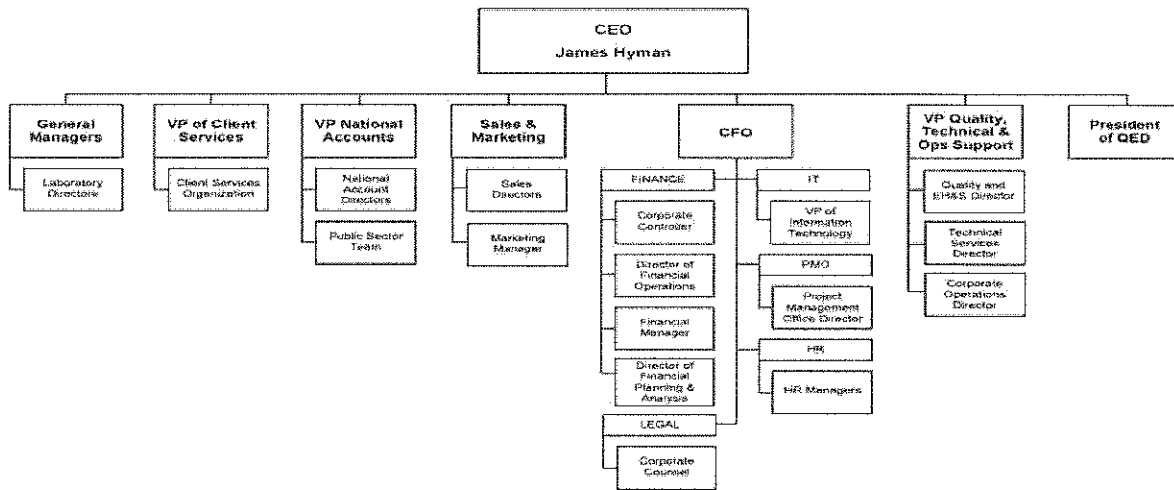 CEO
James Hyman
General
Managers
VP of Client
Services
VP National
Accounts
Sales &
Marketing
CFO
VP Quality,
Technical &
Ops Support
President
of QED
Laboratory
Directors
Client Services
Organization
National
Account
Directors
Public Sector
Team
Sales
Directors
Marketing
Manager
FINANCE
Corporate
Controller
Director of
Financial
Operations
Financial
Manager
Director of
Financial
Planning &
Analysis
LEGAL
Corporate
Counsel
IT
VP of
Information
Technology
PMO
Project
Management
Office Director
HR
HR Managers
Quality and
EH&S Director
Technical
Services
Director
Corporate
Operations
Director